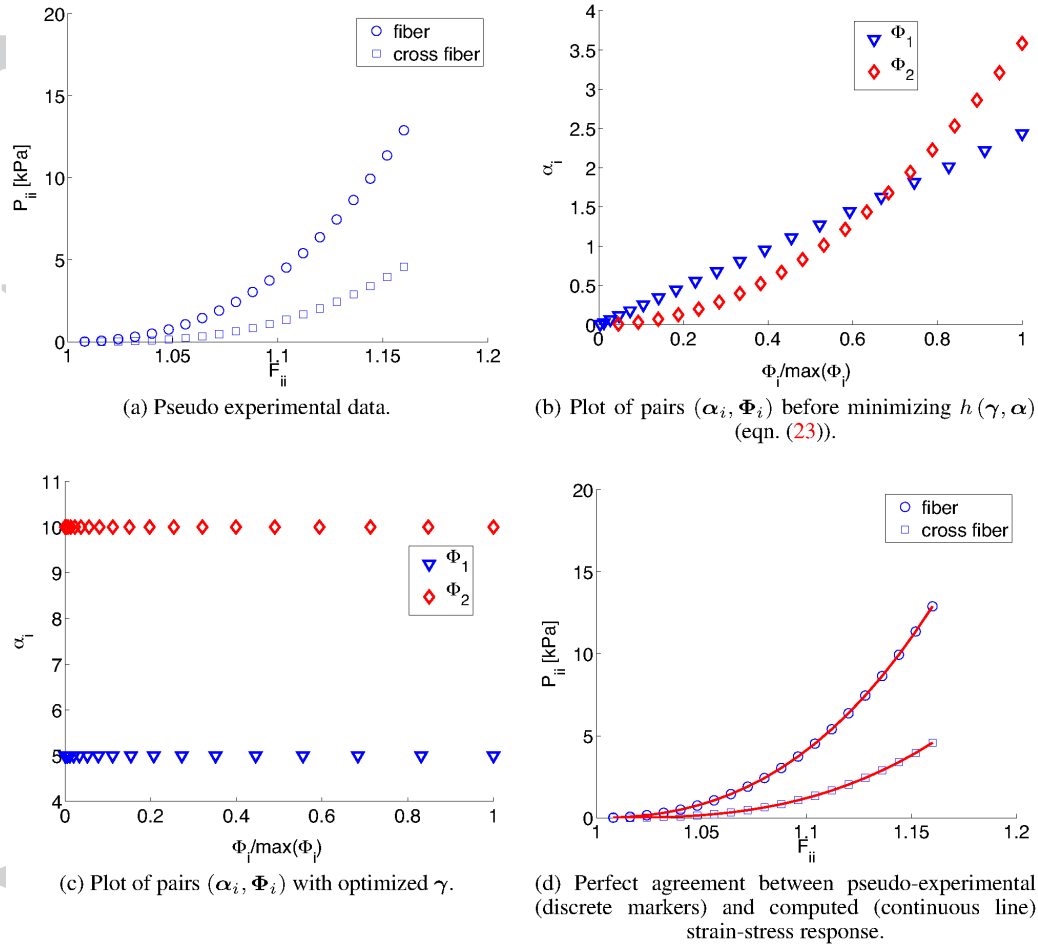 20
15
10
5
0
P_ii [kPa]
fiber
cross fiber
1
1.05
1.1
1.15
1.2
F_ii
(a) Pseudo experimental data.
4
3.5
3
2.5
2
1.5
1
0.5
0
α_i
Φ_1
Φ_2
0
0.2
0.4
0.6
0.8
1
Φ_i/max(Φ_i)
(b) Plot of pairs (α_i, Φ_i) before minimizing h (γ, α)
(eqn. (23)).
11
10
9
8
7
6
5
4
α_i
Φ_1
Φ_2
0
0.2
0.4
0.6
0.8
1
Φ_i/max(Φ_i)
(c) Plot of pairs (α_i, Φ_i) with optimized γ.
20
15
10
5
0
P_ii [kPa]
fiber
cross fiber
1
1.05
1.1
1.15
1.2
F_ii
(d) Perfect agreement between pseudo-experimental
(discrete markers) and computed (continuous line)
strain-stress response.